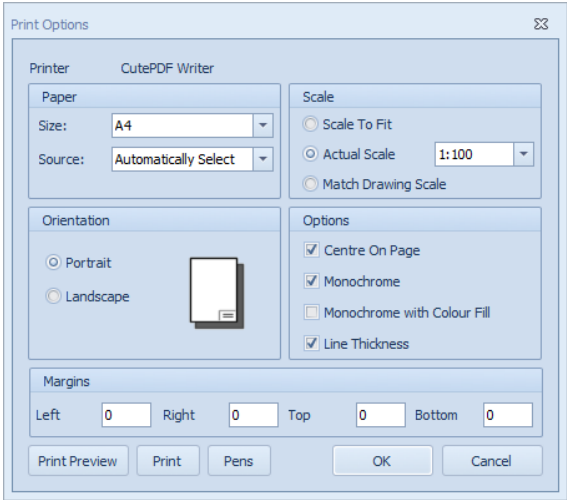 Print Options
Printer CutePDF Writer
Paper
Size: A4
Source: Automatically Select
Scale
Scale To Fit
Actual Scale 1:100
Match Drawing Scale
Orientation
Portrait
Landscape
Options
Centre On Page
Monochrome
Monochrome with Colour Fill
Line Thickness
Margins
Left 0 Right 0 Top 0 Bottom 0
Print Preview Print Pens OK Cancel